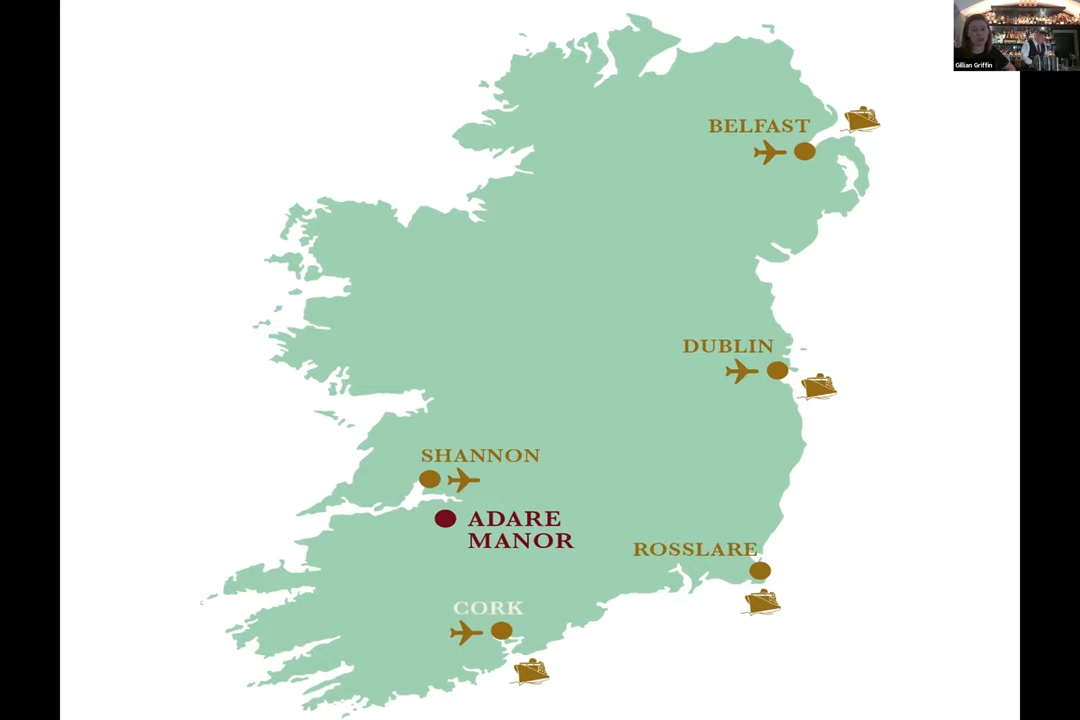 Gillian Griffin
BELFAST
DUBLIN
SHANNON
ADARE
MANOR
ROSSLARE
CORK